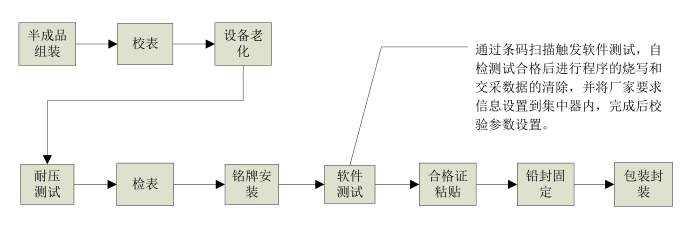 半成品
组装
校表
设备老
化
通过条码扫描触发软件测试，自
检测试合格后进行程序的烧写和
交采数据的清除，并将厂家要求
信息设置到集中器内，完成后校
验参数设置。
耐压
测试
检表
铭牌安
装
软件
测试
合格证
粘贴
铅封固
定
包装封
装